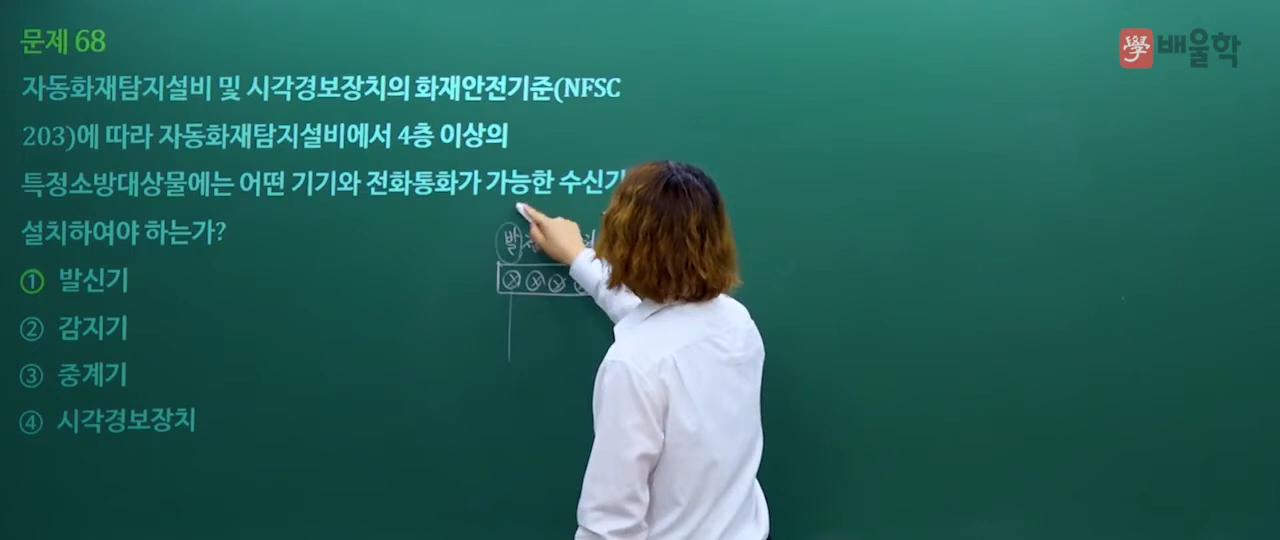 문제 68
學 배울학
자동화재탐지설비 및 시각경보장치의 화재안전기준(NFSC
203)에 따라 자동화재탐지설비에서 4층 이상의
특정소방대상물에는 어떤 기기와 전화통화가 가능한 수신기
설치하여야 하는가?
발
① 발신기
② 감지기
③ 중계기
④ 시각경보장치